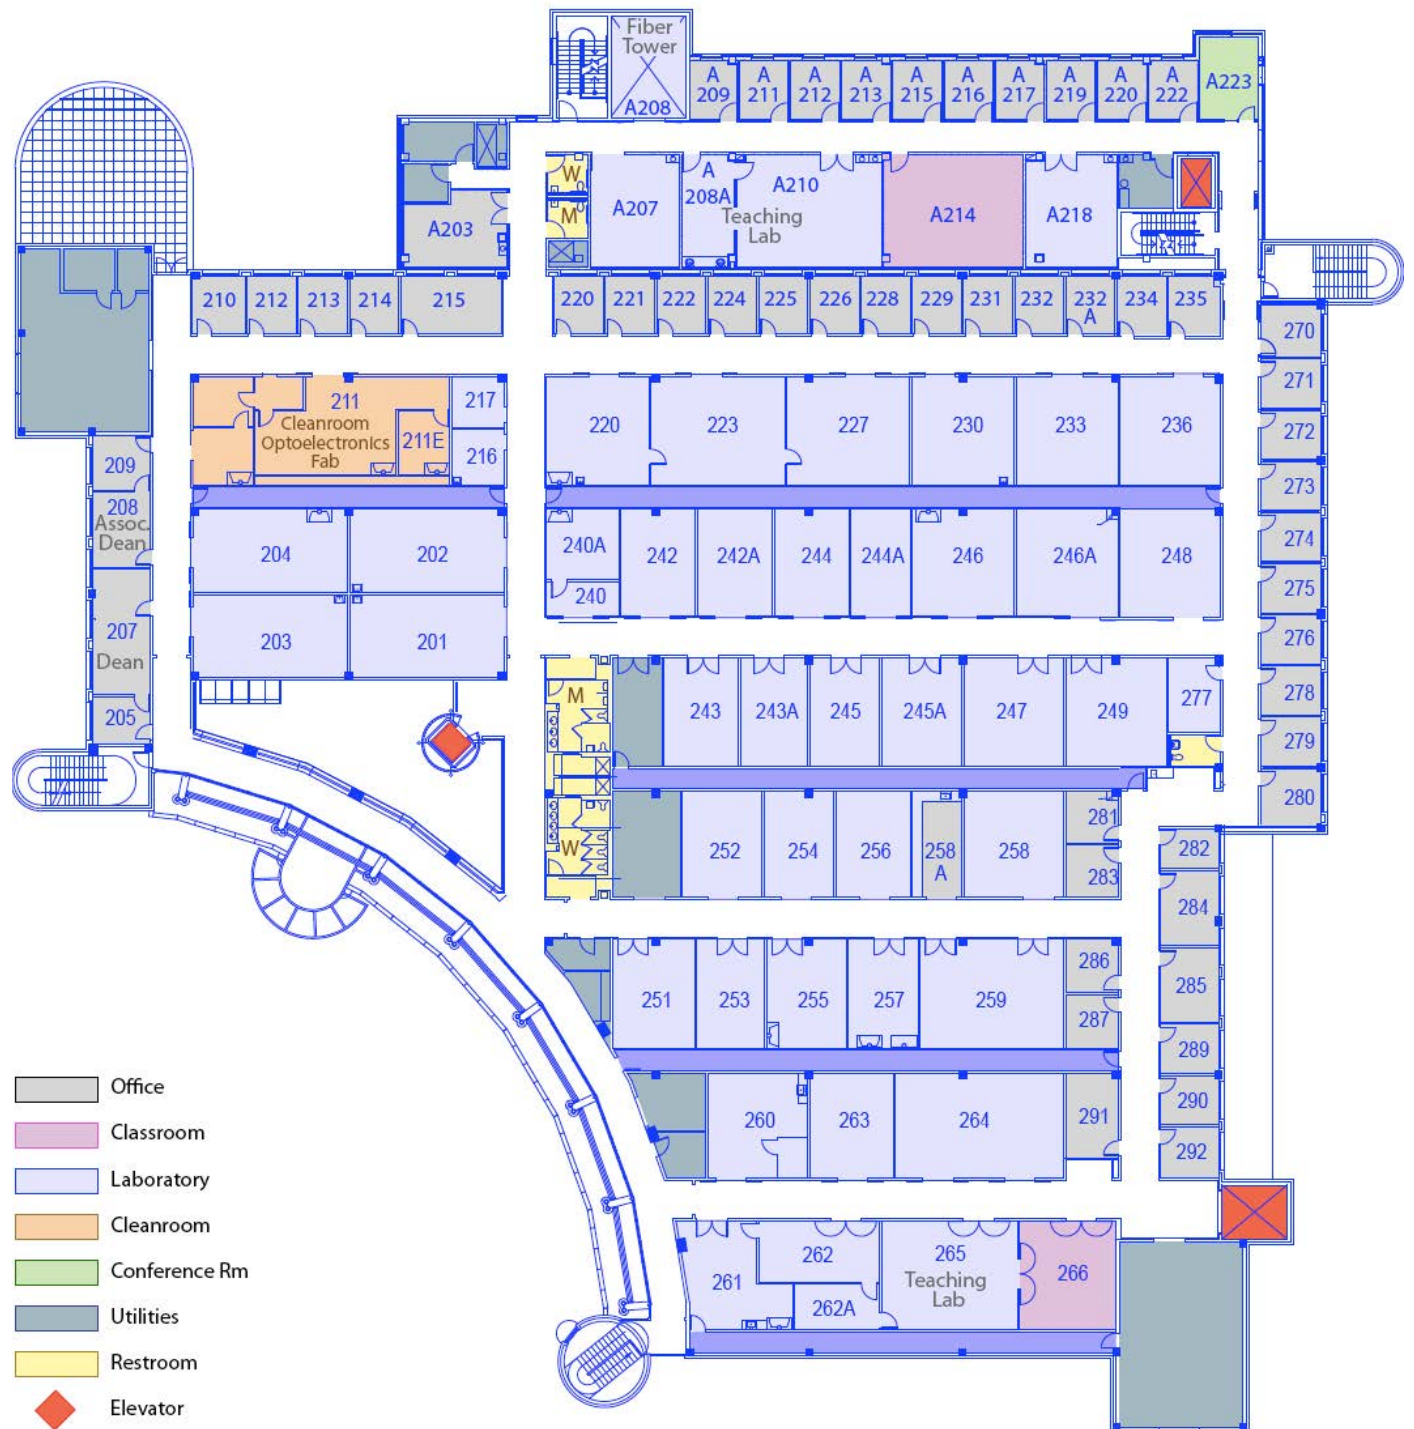 Fiber
Tower
A208
A
209
A
211
A
212
A
213
A
215
A
216
A
217
A
219
A
220
A
222
A223
W
M
A203
A207
A
208A
A210
Teaching
Lab
A214
A218
210
212
213
214
215
220
221
222
224
225
226
228
229
231
232
232
A
234
235
270
271
272
273
274
275
276
278
279
280
211
Cleanroom
Optoelectronics
Fab
211E
217
216
220
223
227
230
233
236
209
208
Assoc.
Dean
207
Dean
205
204
202
203
201
240A
240
242
242A
244
244A
246
246A
248
M
243
243A
245
245A
247
249
277
W
252
254
256
258
A
258
281
283
282
284
285
289
290
292
251
253
255
257
259
286
287
260
263
264
291
261
262
262A
265
Teaching
Lab
266
Office
Classroom
Laboratory
Cleanroom
Conference Rm
Utilities
Restroom
Elevator